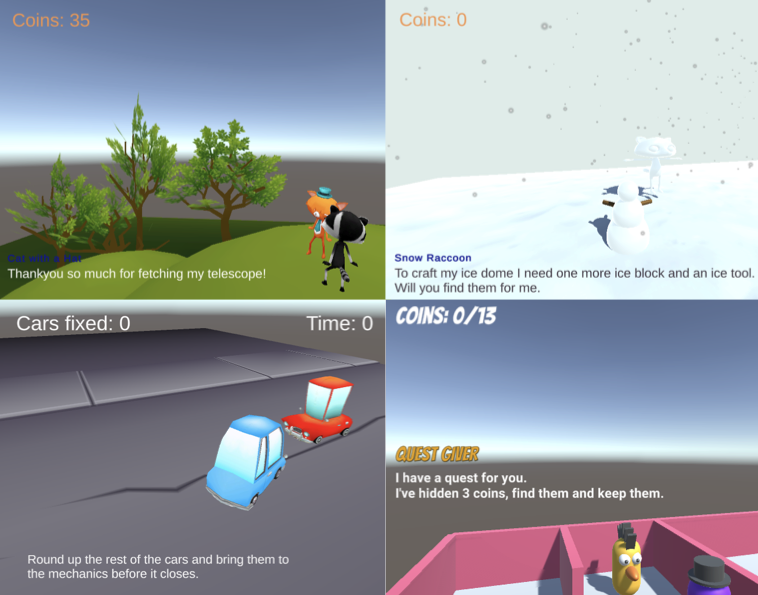 Coins: 35
Cat with a Hat
Thankyou so much for fetching my telescope!
Coins: 0
Snow Raccoon
To craft my ice dome I need one more ice block and an ice tool.
Will you find them for me.
Cars fixed: 0
Time: 0
Round up the rest of the cars and bring them to
the mechanics before it closes.
COINS: 0/13
QUEST GIVER
I have a quest for you.
I've hidden 3 coins, find them and keep them.